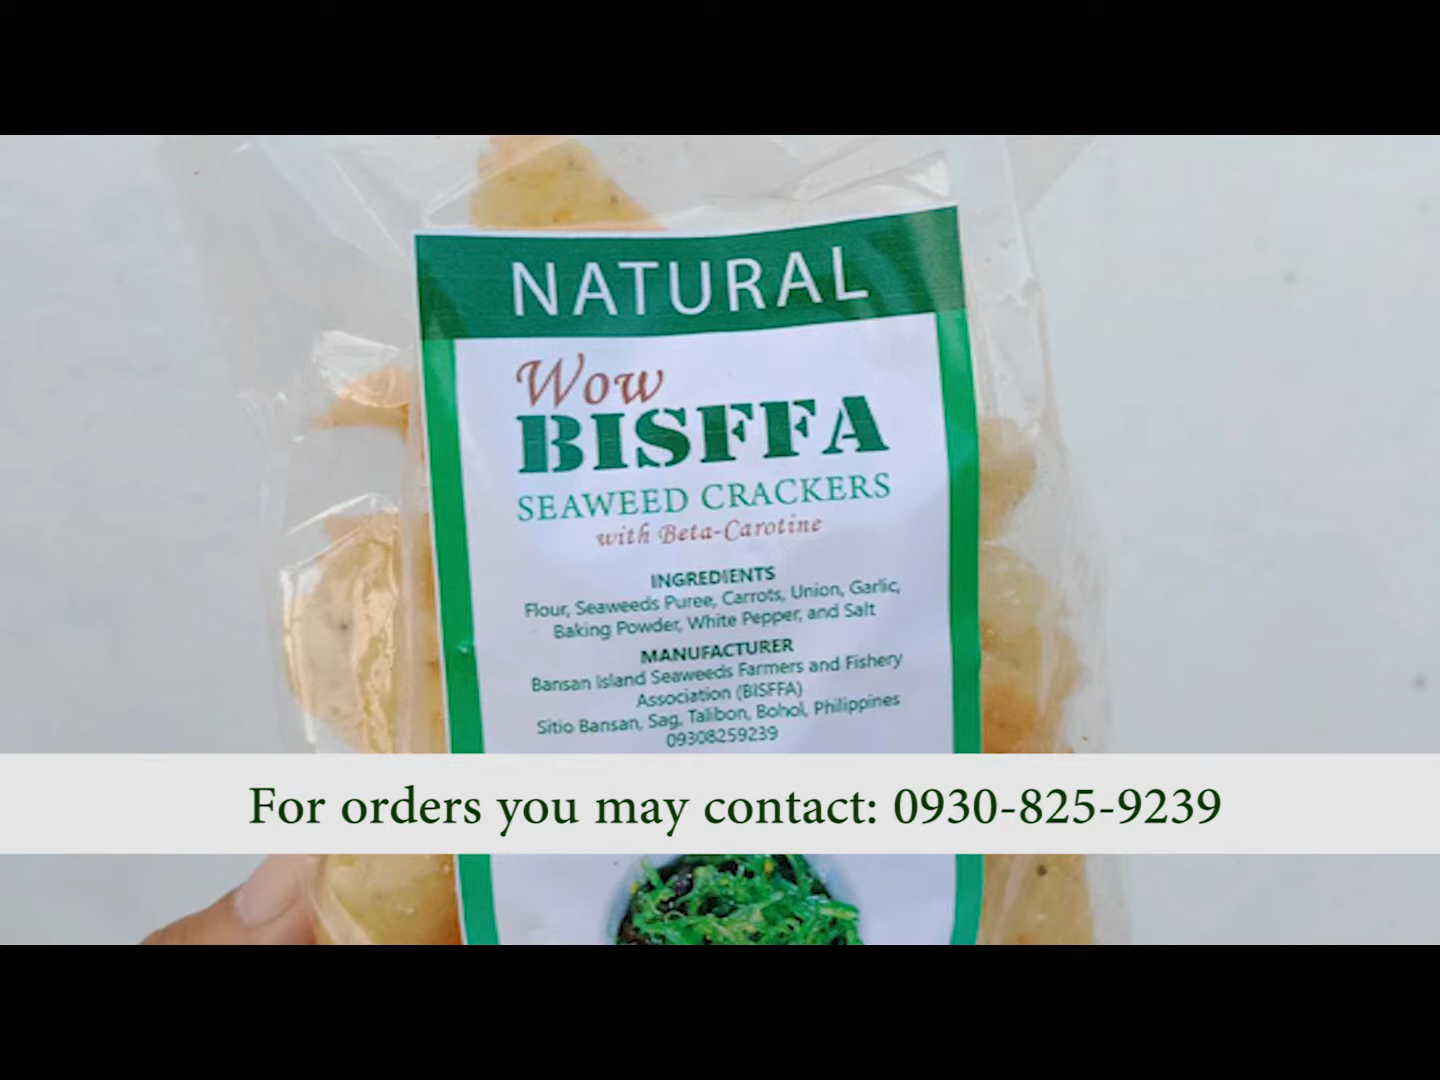 NATURAL
Wow
BISFFA
SEAWEED CRACKERS
with Beta-Carotine
INGREDIENTS
Flour, Seaweeds Puree, Carrots, Union, Garlic,
Baking Powder, White Pepper, and Salt
MANUFACTURER
Bansan Island Seaweeds Farmers and Fishery
Association (BISFFA)
Sitio Bansan, Sag, Talibon, Bohol, Philippines
09308259239
For orders you may contact: 0930-825-9239